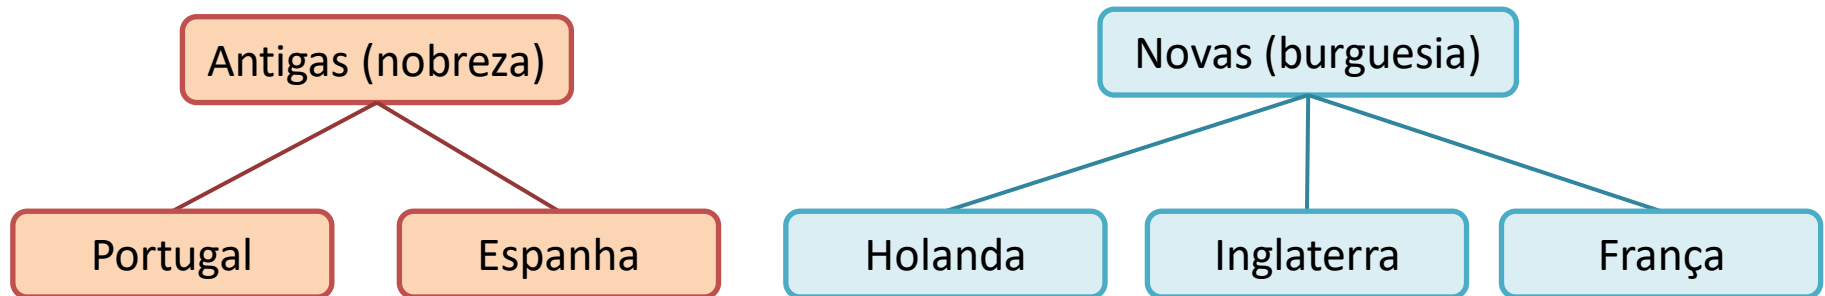 Antigas (nobreza)
Novas (burguesia)
Portugal
Espanha
Holanda
Inglaterra
França